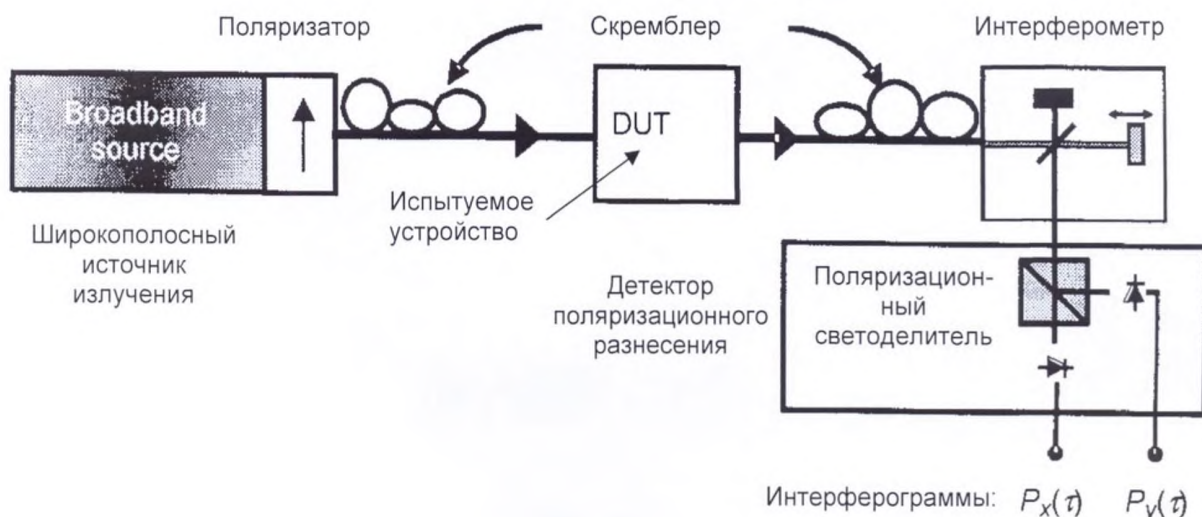 Поляризатор
Скремблер
Интерферометр
Broadband
source
DUT
Испытуемое
устройство
Широкополосный
источник
излучения
Детектор
поляризационного
разнесения
Поляризацион-
ный
светоделитель
Интерферограммы: Px(τ) Py(τ)